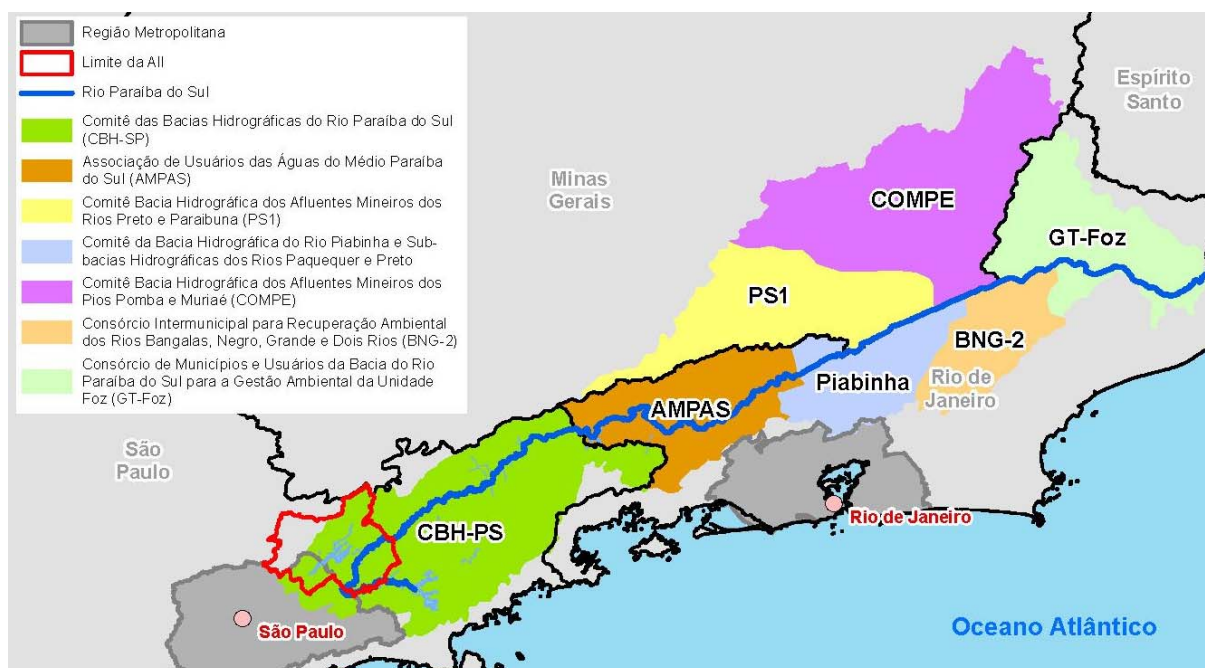 Região Metropolitana
Limite da AII
Rio Paraíba do Sul
Comitê das Bacias Hidrográficas do Rio Paraíba do Sul
(CBH-SP)
Associação de Usuários das Águas do Médio Paraíba
do Sul (AMPAS)
Comitê Bacia Hidrográfica dos Afluentes Mineiros dos
Rios Preto e Paraibuna (PS1)
Comitê da Bacia Hidrográfica do Rio Piabinha e Sub-
bacias Hidrográficas dos Rios Paquequer e Preto
Comitê Bacia Hidrográfica dos Afluentes Mineiros dos
Pios Pomba e Muriaé (COMPE)
Consórcio Intermunicipal para Recuperação Ambiental
dos Rios Bangalas, Negro, Grande e Dois Rios (BNG-2)
Consórcio de Municípios e Usuários da Bacia do Rio
Paraíba do Sul para a Gestão Ambiental da Unidade
Foz (GT-Foz)
Espírito
Santo
Minas
Gerais
COMPE
GT-Foz
PS1
BNG-2
Piabinha
Rio de
Janeiro
AMPAS
São
Paulo
CBH-PS
Rio de Janeiro
São Paulo
Oceano Atlântico